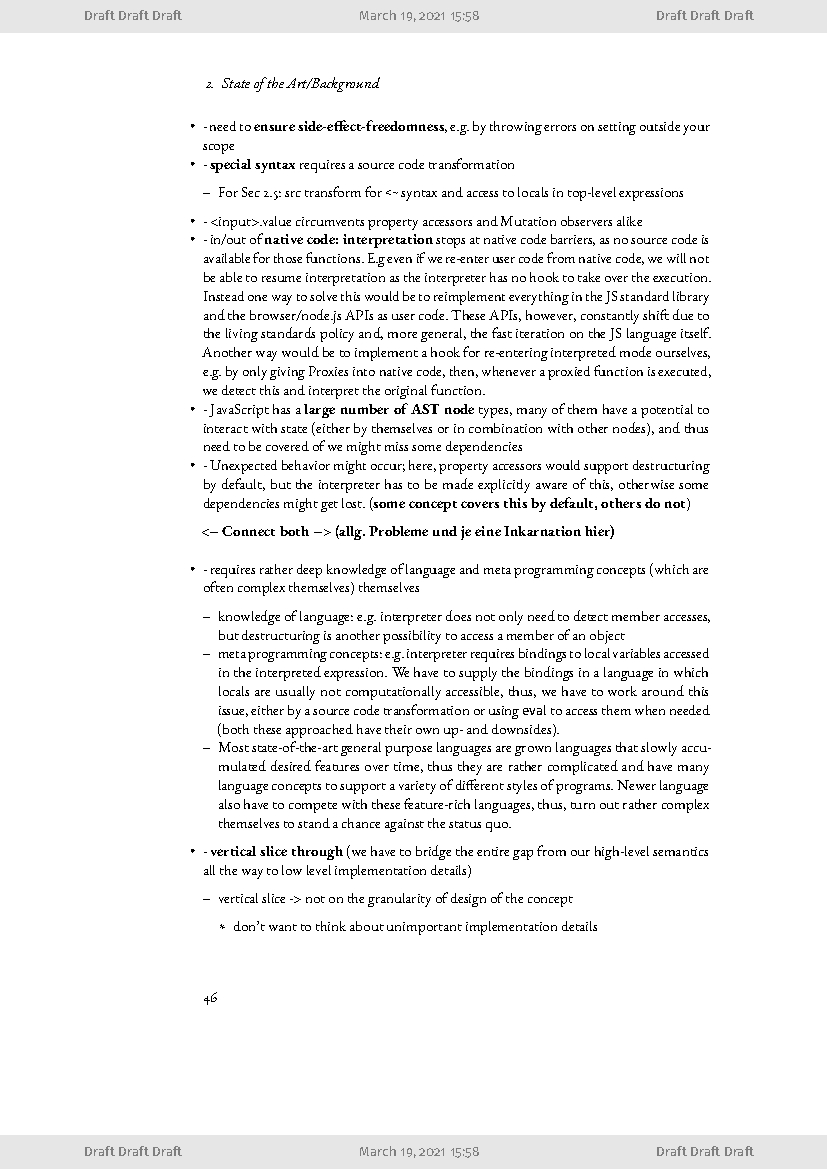 Draft Draft Draft March 19, 2021 15:58 Draft Draft Draft
2. State of the Art/Background
• - need to ensure side-effect-freedomness, e.g. by throwing errors on setting outside your
scope
• - special syntax requires a source code transformation
– For Sec 2.5: src transform for <~ syntax and access to locals in top-level expressions
• - <input>.value circumvents property accessors and Mutation observers alike
• - in/out of native code: interpretation stops at native code barriers, as no source code is
available for those functions. E.g even if we re-enter user code from native code, we will not
be able to resume interpretation as the interpreter has no hook to take over the execution.
Instead one way to solve this would be to reimplement everything in the JS standard library
and the browser/node.js APIs as user code. These APIs, however, constantly shift due to
the living standards policy and, more general, the fast iteration on the JS language itself.
Another way would be to implement a hook for re-entering interpreted mode ourselves,
e.g. by only giving Proxies into native code, then, whenever a proxied function is executed,
we detect this and interpret the original function.
• - JavaScript has a large number of AST node types, many of them have a potential to
interact with state (either by themselves or in combination with other nodes), and thus
need to be covered of we might miss some dependencies
• - Unexpected behavior might occur; here, property accessors would support destructuring
by default, but the interpreter has to be made explicitly aware of this, otherwise some
dependencies might get lost. (some concept covers this by default, others do not)
<– Connect both –> (allg. Probleme und je eine Inkarnation hier)
• - requires rather deep knowledge of language and meta programming concepts (which are
often complex themselves) themselves
– knowledge of language: e.g. interpreter does not only need to detect member accesses,
but destructuring is another possibility to access a member of an object
– meta programming concepts: e.g. interpreter requires bindings to local variables accessed
in the interpreted expression. We have to supply the bindings in a language in which
locals are usually not computationally accessible, thus, we have to work around this
issue, either by a source code transformation or using eval to access them when needed
(both these approached have their own up- and downsides).
– Most state-of-the-art general purpose languages are grown languages that slowly accu-
mulated desired features over time, thus they are rather complicated and have many
language concepts to support a variety of different styles of programs. Newer language
also have to compete with these feature-rich languages, thus, turn out rather complex
themselves to stand a chance against the status quo.
• - vertical slice through (we have to bridge the entire gap from our high-level semantics
all the way to low level implementation details)
– vertical slice -> not on the granularity of design of the concept
* don't want to think about unimportant implementation details
46
Draft Draft Draft March 19, 2021 15:58 Draft Draft Draft